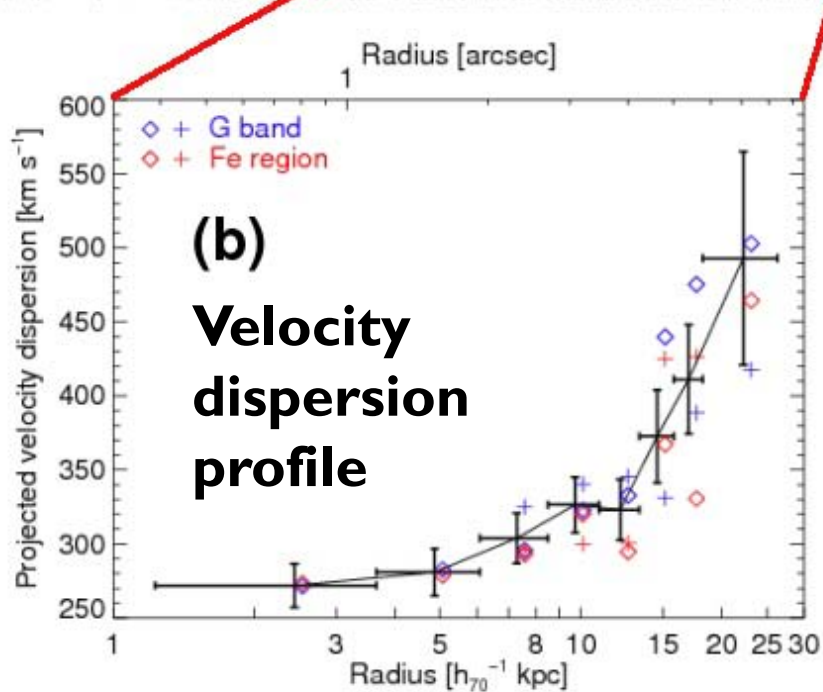 Radius [arcsec]
1
Projected velocity dispersion [km s⁻¹]
600
550
500
450
400
350
300
250
◇ + G band
◇ + Fe region
(b)
Velocity
dispersion
profile
1 3 5 8 10 15 20 25 30
Radius [h₇₀⁻¹ kpc]